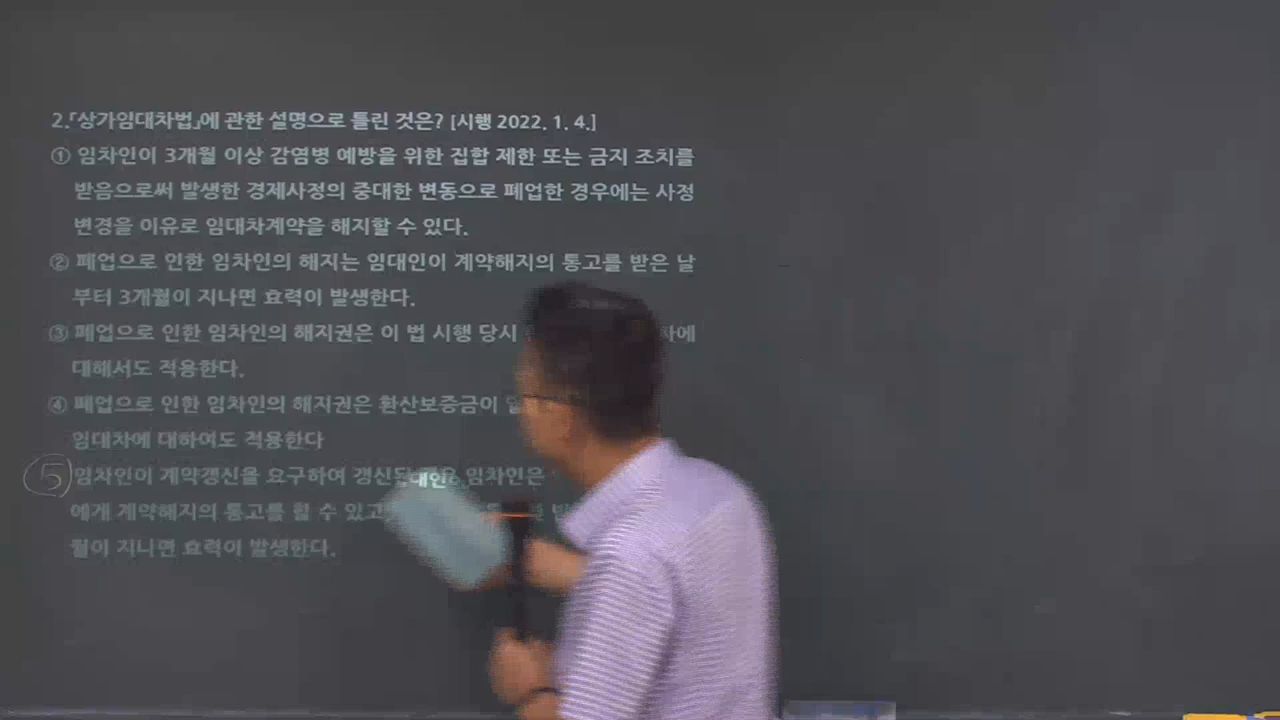 2.「상가임대차법」에 관한 설명으로 틀린 것은? [시행 2022. 1. 4.]
① 임차인이 3개월 이상 감염병 예방을 위한 집합 제한 또는 금지 조치를
받음으로써 발생한 경제사정의 중대한 변동으로 폐업한 경우에는 사정
변경을 이유로 임대차계약을 해지할 수 있다.
② 폐업으로 인한 임차인의 해지는 임대인이 계약해지의 통고를 받은 날
부터 3개월이 지나면 효력이 발생한다.
③ 폐업으로 인한 임차인의 해지권은 이 법 시행 당시
대해서도 적용한다.
④ 폐업으로 인한 임차인의 해지권은 환산보증금이
임대차에 대하여도 적용한다
⑤ 임차인이 계약갱신을 요구하여 임차인은
에게 계약해지의 통고를 할 수 있고
월이 지나면 효력이 발생한다.